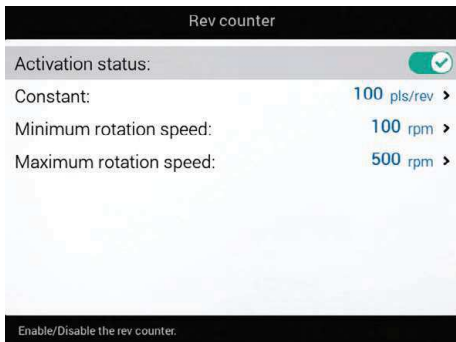 Rev counter
Activation status:
Constant: 100 pls/rev >
Minimum rotation speed: 100 rpm >
Maximum rotation speed: 500 rpm >
Enable/Disable the rev counter.